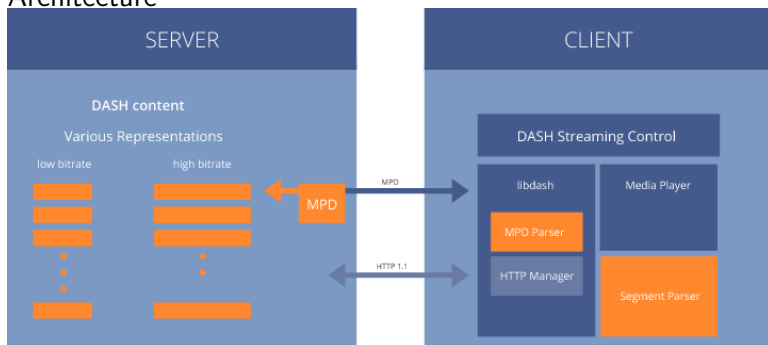 Architecture
SERVER
CLIENT
DASH content
Various Representations
low bitrate
high bitrate
MPD
MPD
HTTP 1.1
DASH Streaming Control
libdash
Media Player
MPD Parser
HTTP Manager
Segment Parser